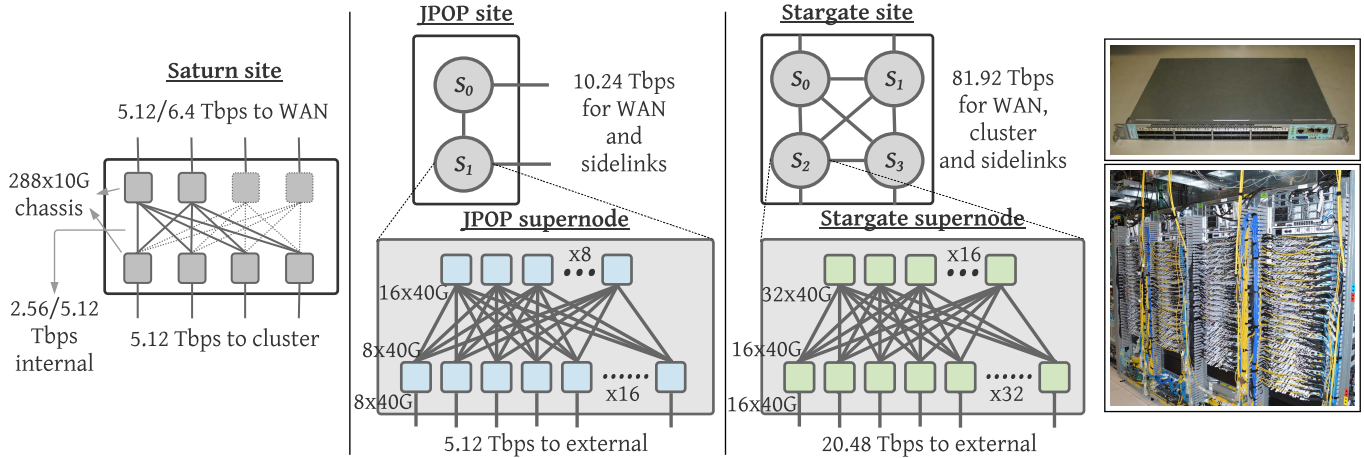 Saturn site
5.12/6.4 Tbps to WAN
288x10G
chassis
2.56/5.12
Tbps
internal
5.12 Tbps to cluster
JPOP site
S0
S1
10.24 Tbps
for WAN
and
sidelinks
JPOP supernode
x8
16x40G
8x40G
8x40G
x16
5.12 Tbps to external
Stargate site
S0
S1
S2
S3
81.92 Tbps
for WAN,
cluster
and sidelinks
Stargate supernode
x16
32x40G
16x40G
16x40G
x32
20.48 Tbps to external